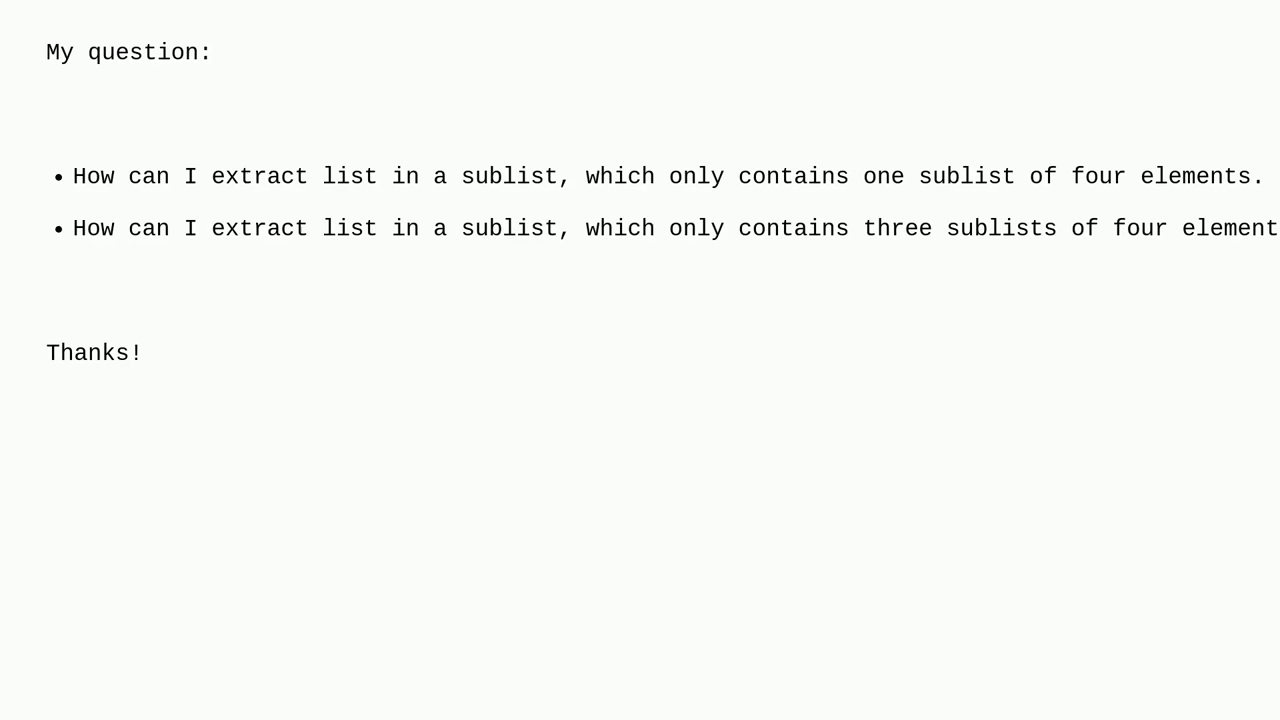 My question:
• How can I extract list in a sublist, which only contains one sublist of four elements.
• How can I extract list in a sublist, which only contains three sublists of four element
Thanks!